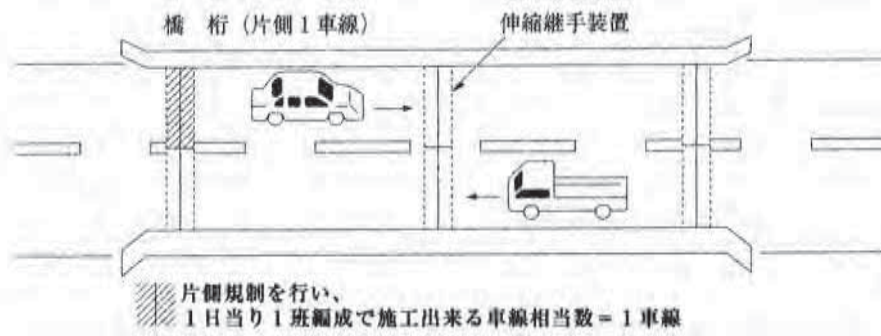 橋　桁（片側１車線）
伸縮継手装置
片側規制を行い、
１日当り１班編成で施工出来る車線相当数＝１車線